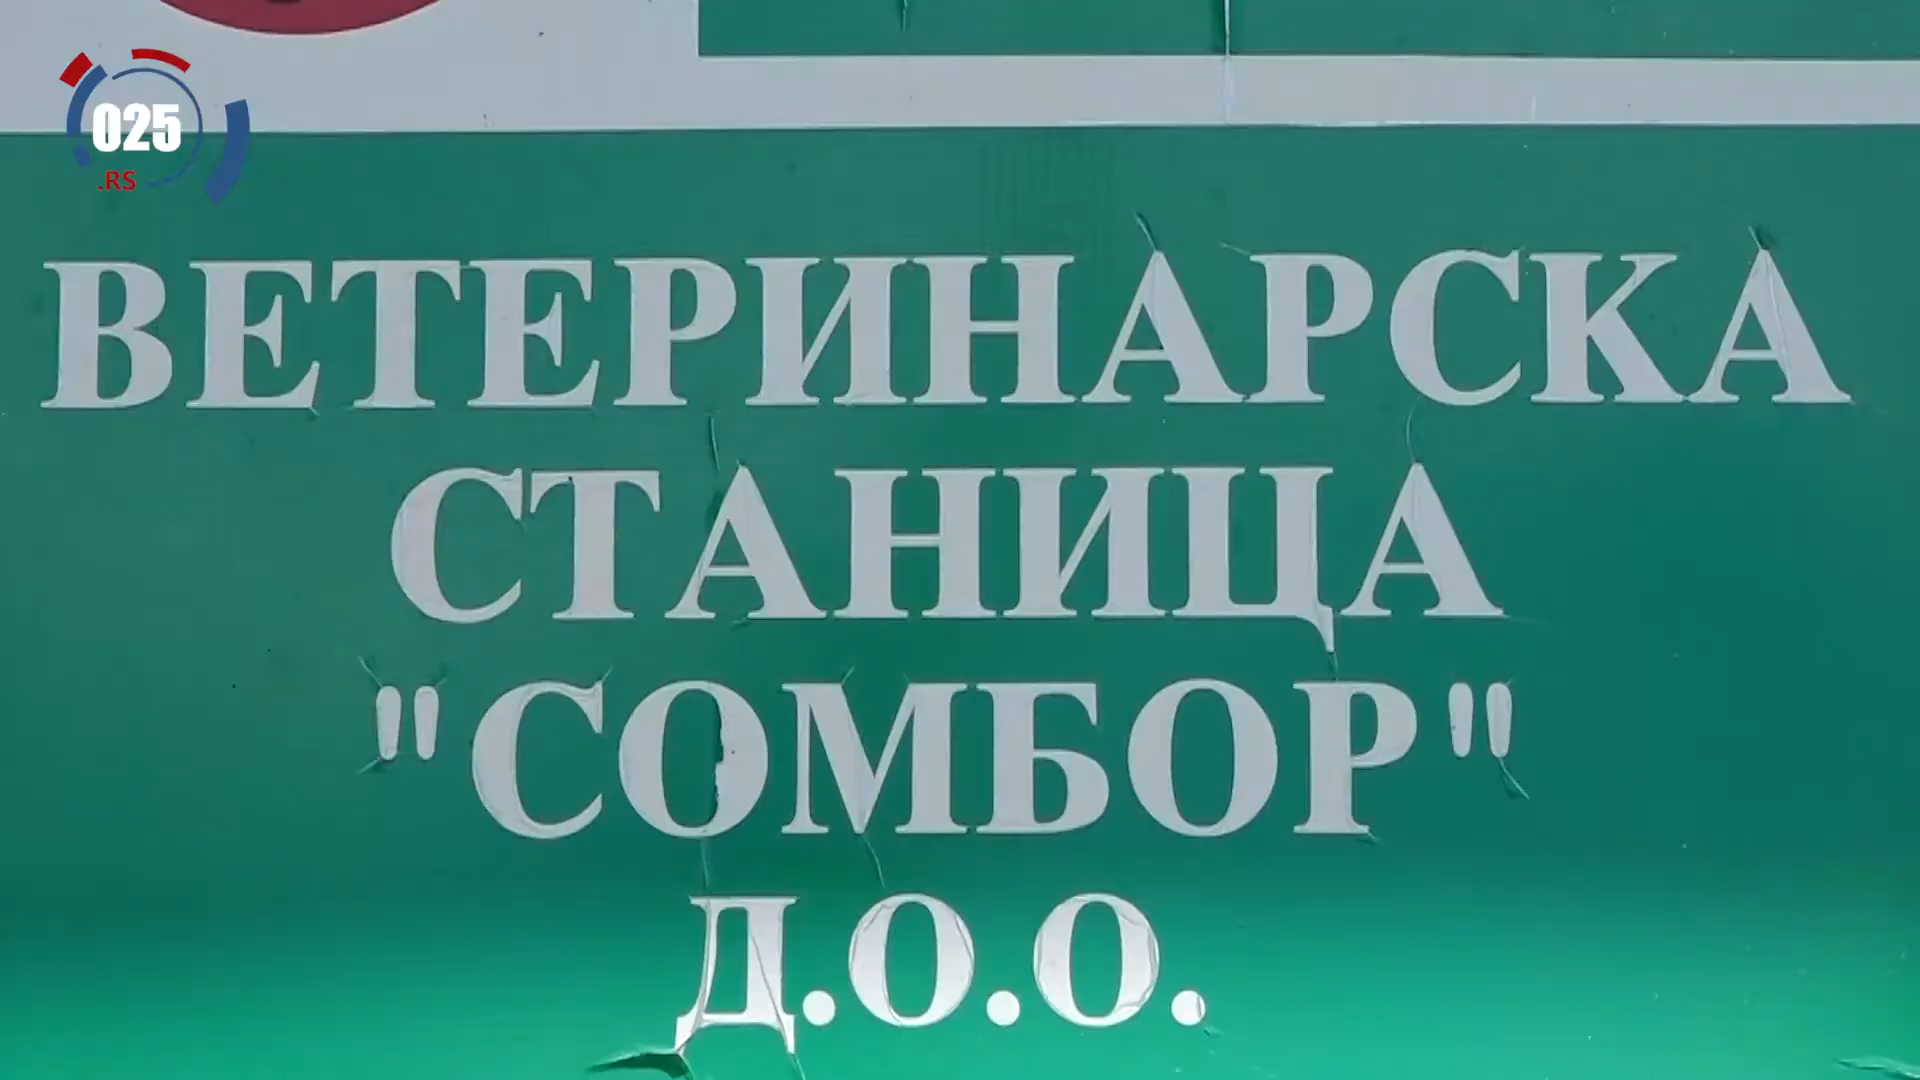 025
.RS
ВЕТЕРИНАРСКА
СТАНИЦА
"СОМБОР"
Д.О.О.